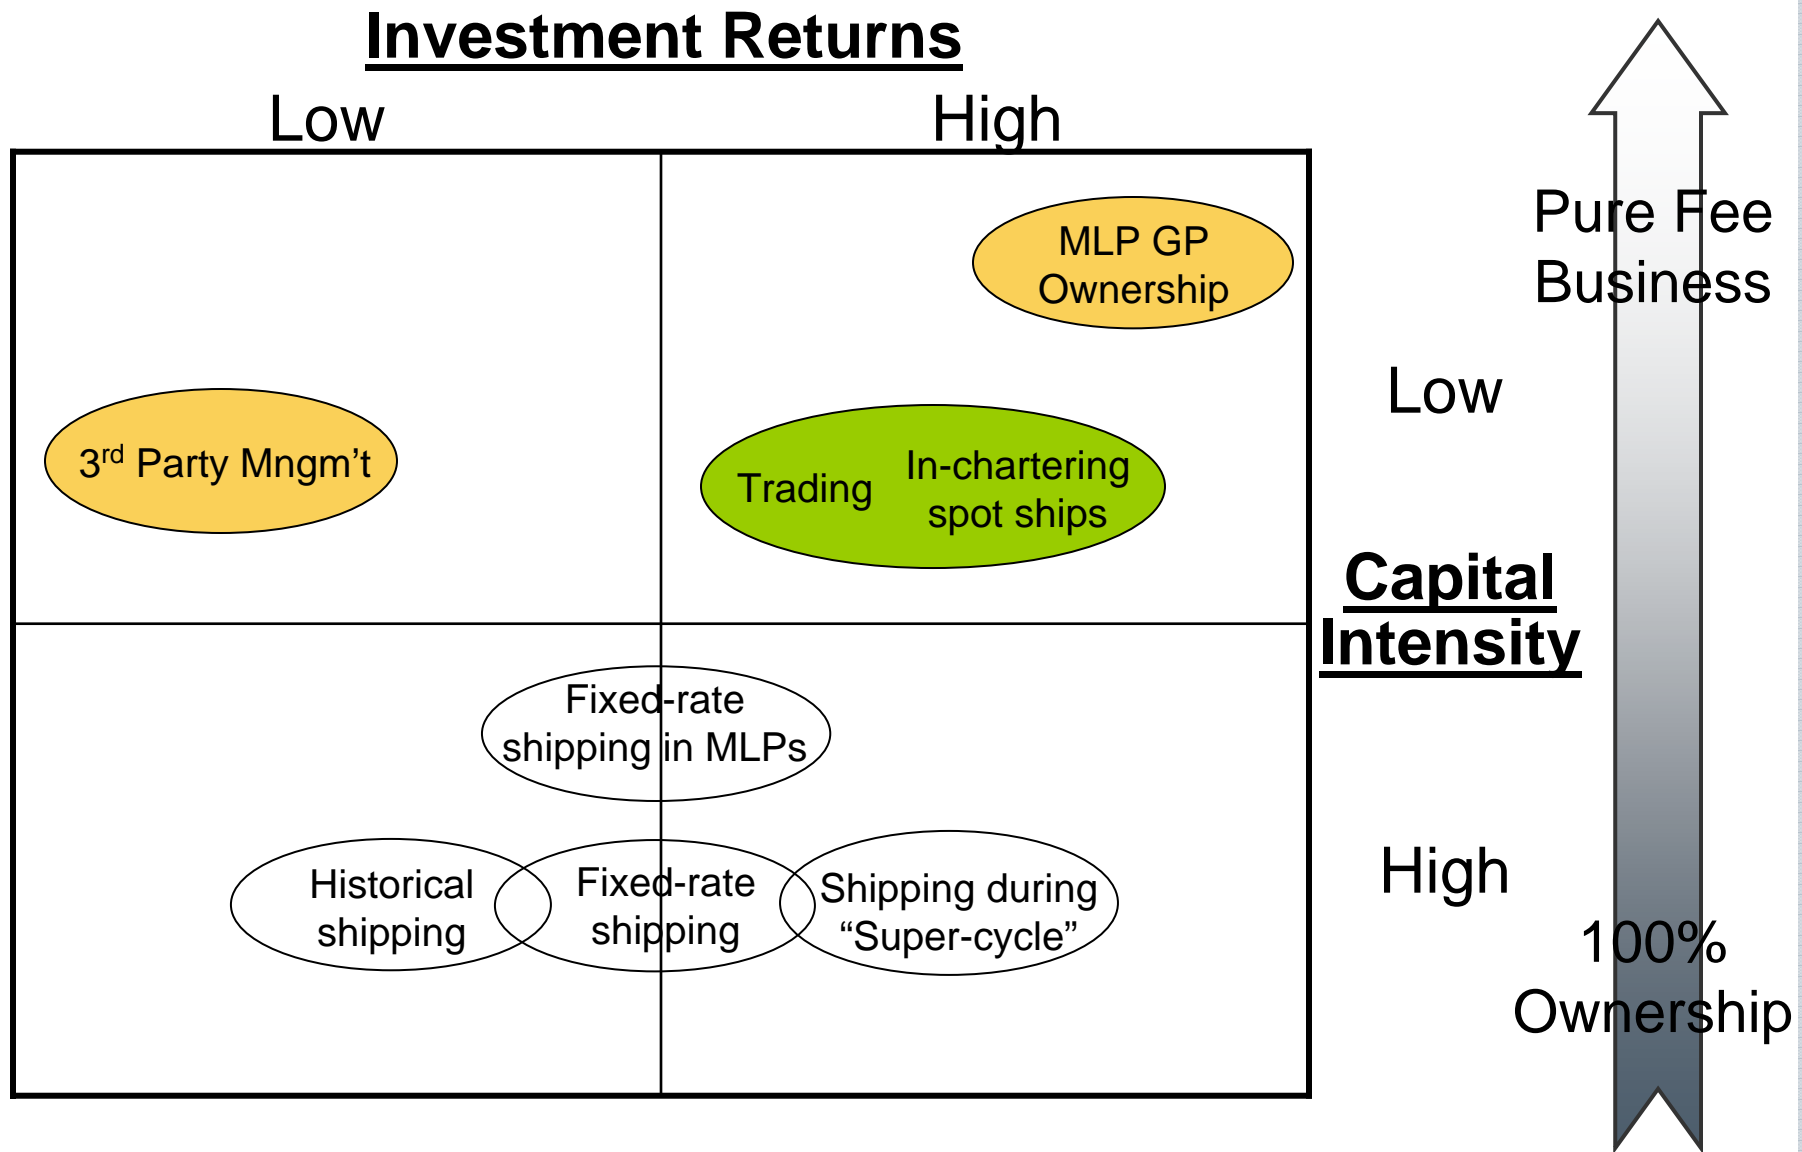 Investment Returns
Low
High
MLP GP
Ownership
Pure Fee
Business
Low
3rd Party Mngm’t
Trading
In-chartering
spot ships
Capital
Intensity
Fixed-rate
shipping in MLPs
Historical
shipping
Fixed-rate
shipping
Shipping during
“Super-cycle”
High
100%
Ownership